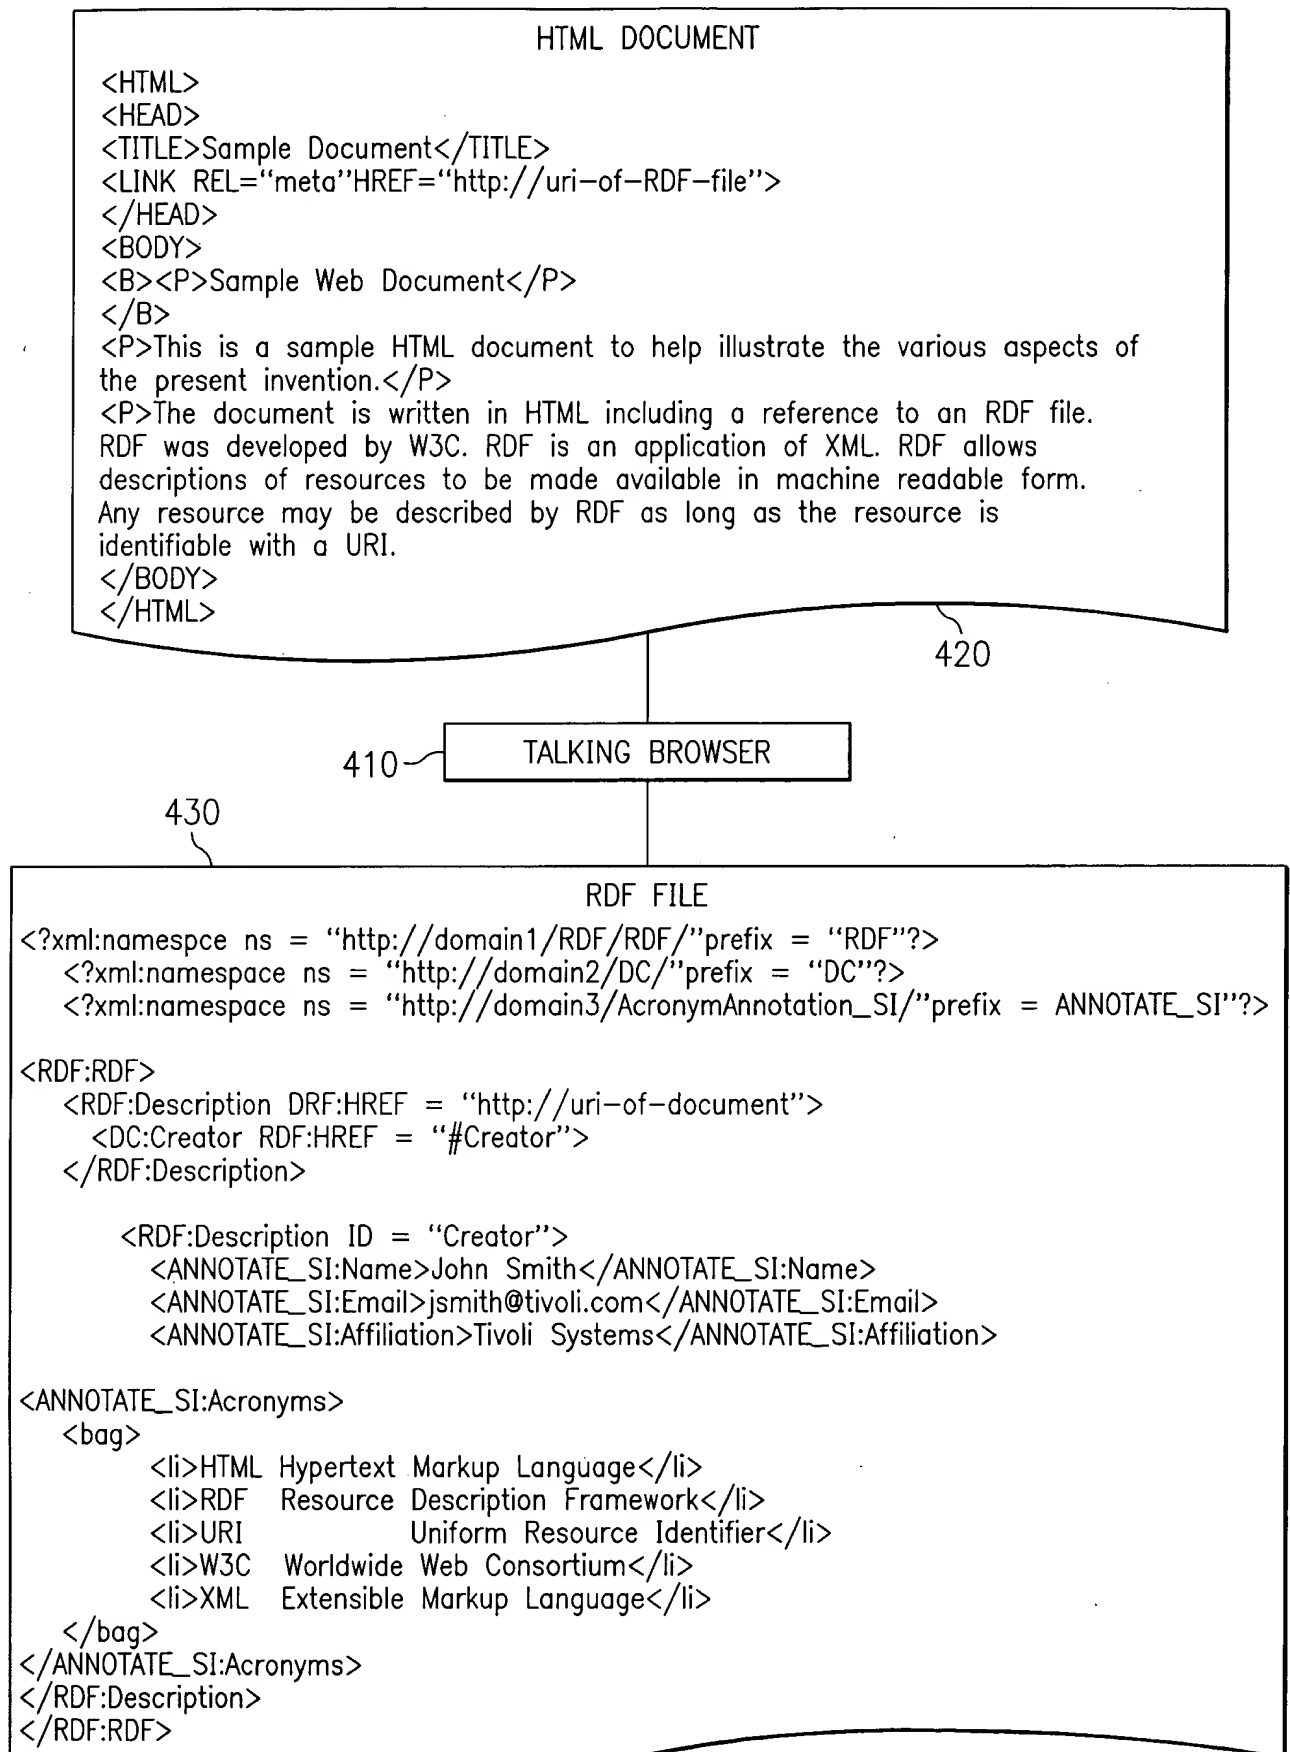 HTML DOCUMENT
<HTML>
<HEAD>
<TITLE>Sample Document</TITLE>
<LINK REL=“meta”HREF=“http://uri-of-RDF-file”>
</HEAD>
<BODY>
<B><P>Sample Web Document</P>
</B>
<P>This is a sample HTML document to help illustrate the various aspects of
the present invention.</P>
<P>The document is written in HTML including a reference to an RDF file.
RDF was developed by W3C. RDF is an application of XML. RDF allows
descriptions of resources to be made available in machine readable form.
Any resource may be described by RDF as long as the resource is
identifiable with a URI.
</BODY>
</HTML>
420
410
TALKING BROWSER
430
RDF FILE
<?xml:namespce ns = “http://domain1/RDF/RDF/”prefix = “RDF”?>
<?xml:namespace ns = “http://domain2/DC/”prefix = “DC”?>
<?xml:namespace ns = “http://domain3/AcronymAnnotation_SI/”prefix = ANNOTATE_SI”?>
<RDF:RDF>
<RDF:Description DRF:HREF = “http://uri-of-document”>
<DC:Creator RDF:HREF = “#Creator”>
</RDF:Description>
<RDF:Description ID = “Creator”>
<ANNOTATE_SI:Name>John Smith</ANNOTATE_SI:Name>
<ANNOTATE_SI:Email>jsmith@tivoli.com</ANNOTATE_SI:Email>
<ANNOTATE_SI:Affiliation>Tivoli Systems</ANNOTATE_SI:Affiliation>
<ANNOTATE_SI:Acronyms>
<bag>
<li>HTML Hypertext Markup Language</li>
<li>RDF Resource Description Framework</li>
<li>URI Uniform Resource Identifier</li>
<li>W3C Worldwide Web Consortium</li>
<li>XML Extensible Markup Language</li>
</bag>
</ANNOTATE_SI:Acronyms>
</RDF:Description>
</RDF:RDF>